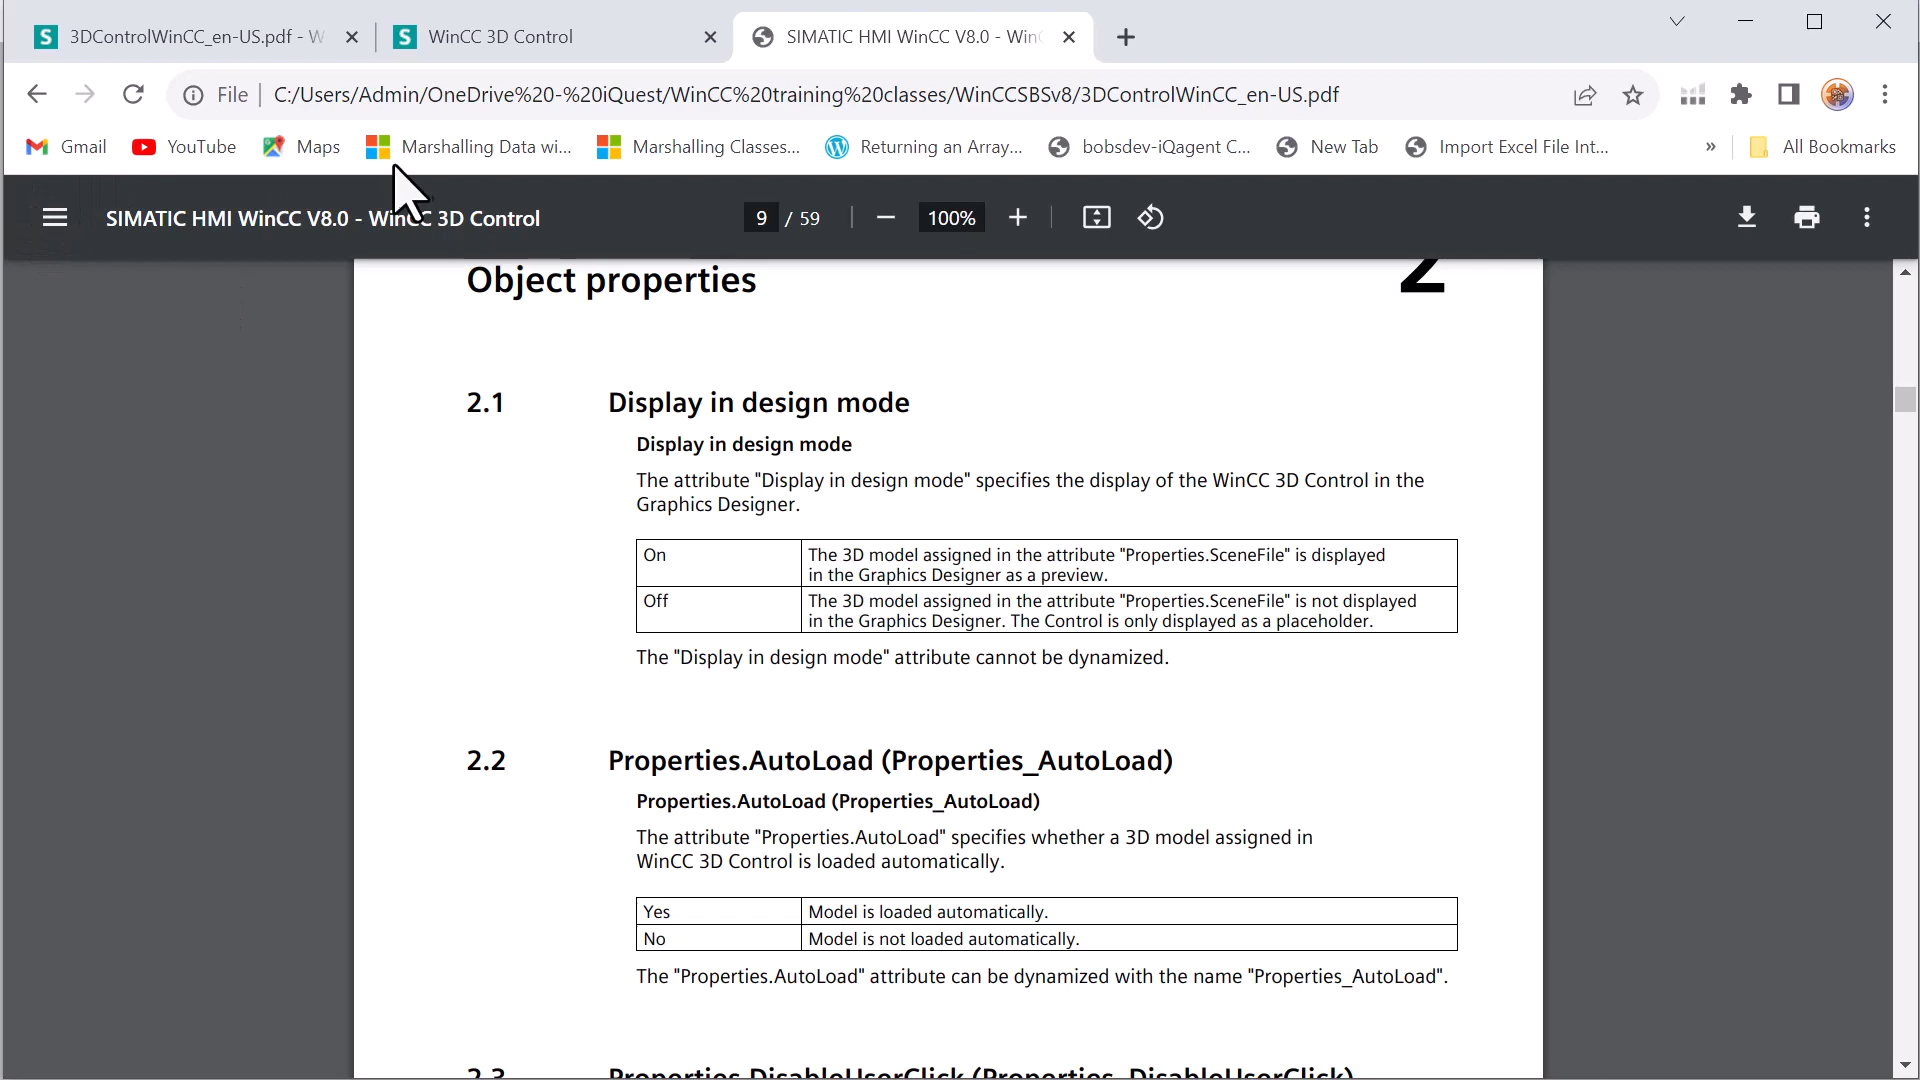 3DControlWinCC_en-US.pdf - W
WinCC 3D Control
SIMATIC HMI WinCC V8.0 - WinC
File
C:/Users/Admin/OneDrive%20-%20iQuest/WinCC%20training%20classes/WinCCSBSv8/3DControlWinCC_en-US.pdf
Gmail
YouTube
Maps
Marshalling Data wi...
Marshalling Classes...
Returning an Array...
bobsdev-iQagent C...
New Tab
Import Excel File Int...
»
All Bookmarks
SIMATIC HMI WinCC V8.0 - WinCC 3D Control
9 / 59
100%
Object properties
2
2.1 Display in design mode
Display in design mode
The attribute "Display in design mode" specifies the display of the WinCC 3D Control in the
Graphics Designer.
On The 3D model assigned in the attribute "Properties.SceneFile" is displayed
in the Graphics Designer as a preview.
Off The 3D model assigned in the attribute "Properties.SceneFile" is not displayed
in the Graphics Designer. The Control is only displayed as a placeholder.
The "Display in design mode" attribute cannot be dynamized.
2.2 Properties.AutoLoad (Properties_AutoLoad)
Properties.AutoLoad (Properties_AutoLoad)
The attribute "Properties.AutoLoad" specifies whether a 3D model assigned in
WinCC 3D Control is loaded automatically.
Yes Model is loaded automatically.
No Model is not loaded automatically.
The "Properties.AutoLoad" attribute can be dynamized with the name "Properties_AutoLoad".
2.3 Properties.DisableUserClick (Properties_DisableUserClick)